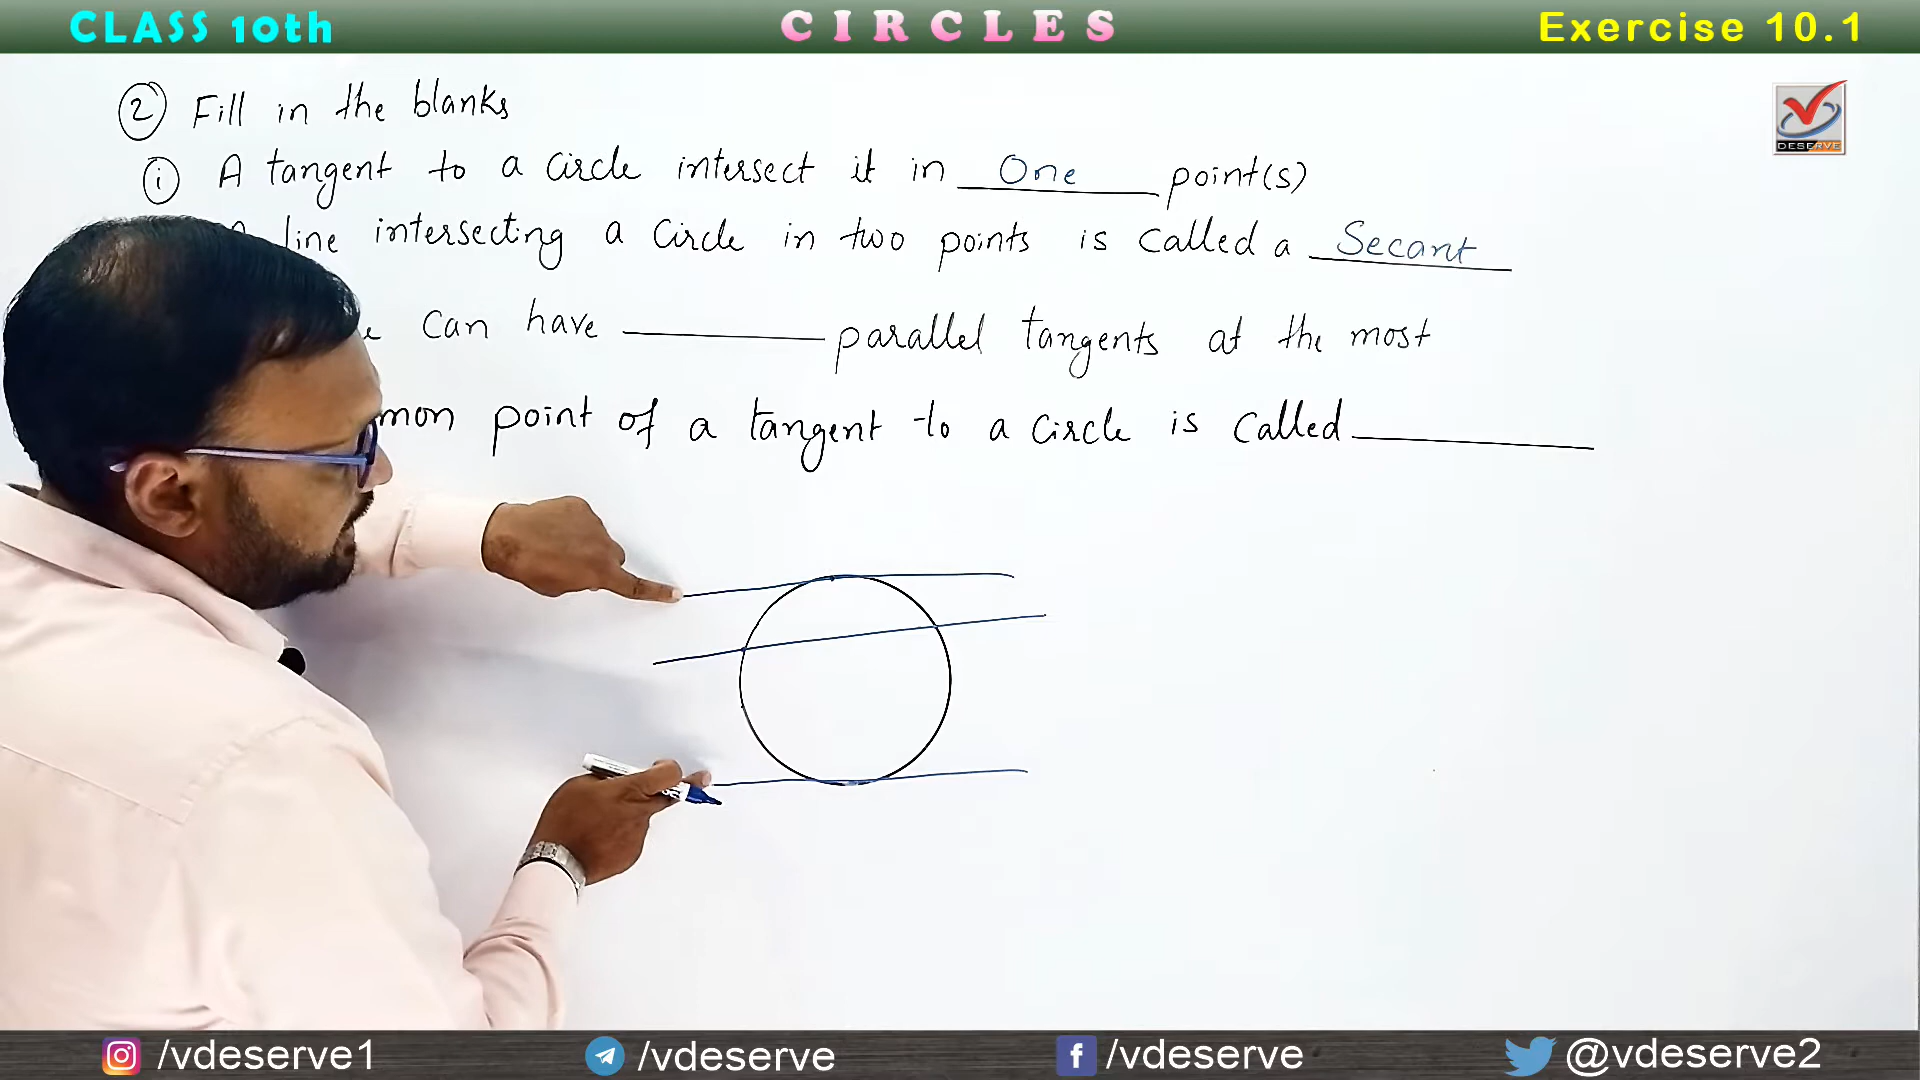 CLASS 10th
CIRCLES
Exercise 10.1
DESERVE
2 Fill in the blanks
i A tangent to a circle intersect it in One point(s)
line intersecting a circle in two points is called a Secant
can have ________ parallel tangents at the most
mon point of a tangent to a circle is called ________
/vdeserve1
/vdeserve
/vdeserve
@vdeserve2